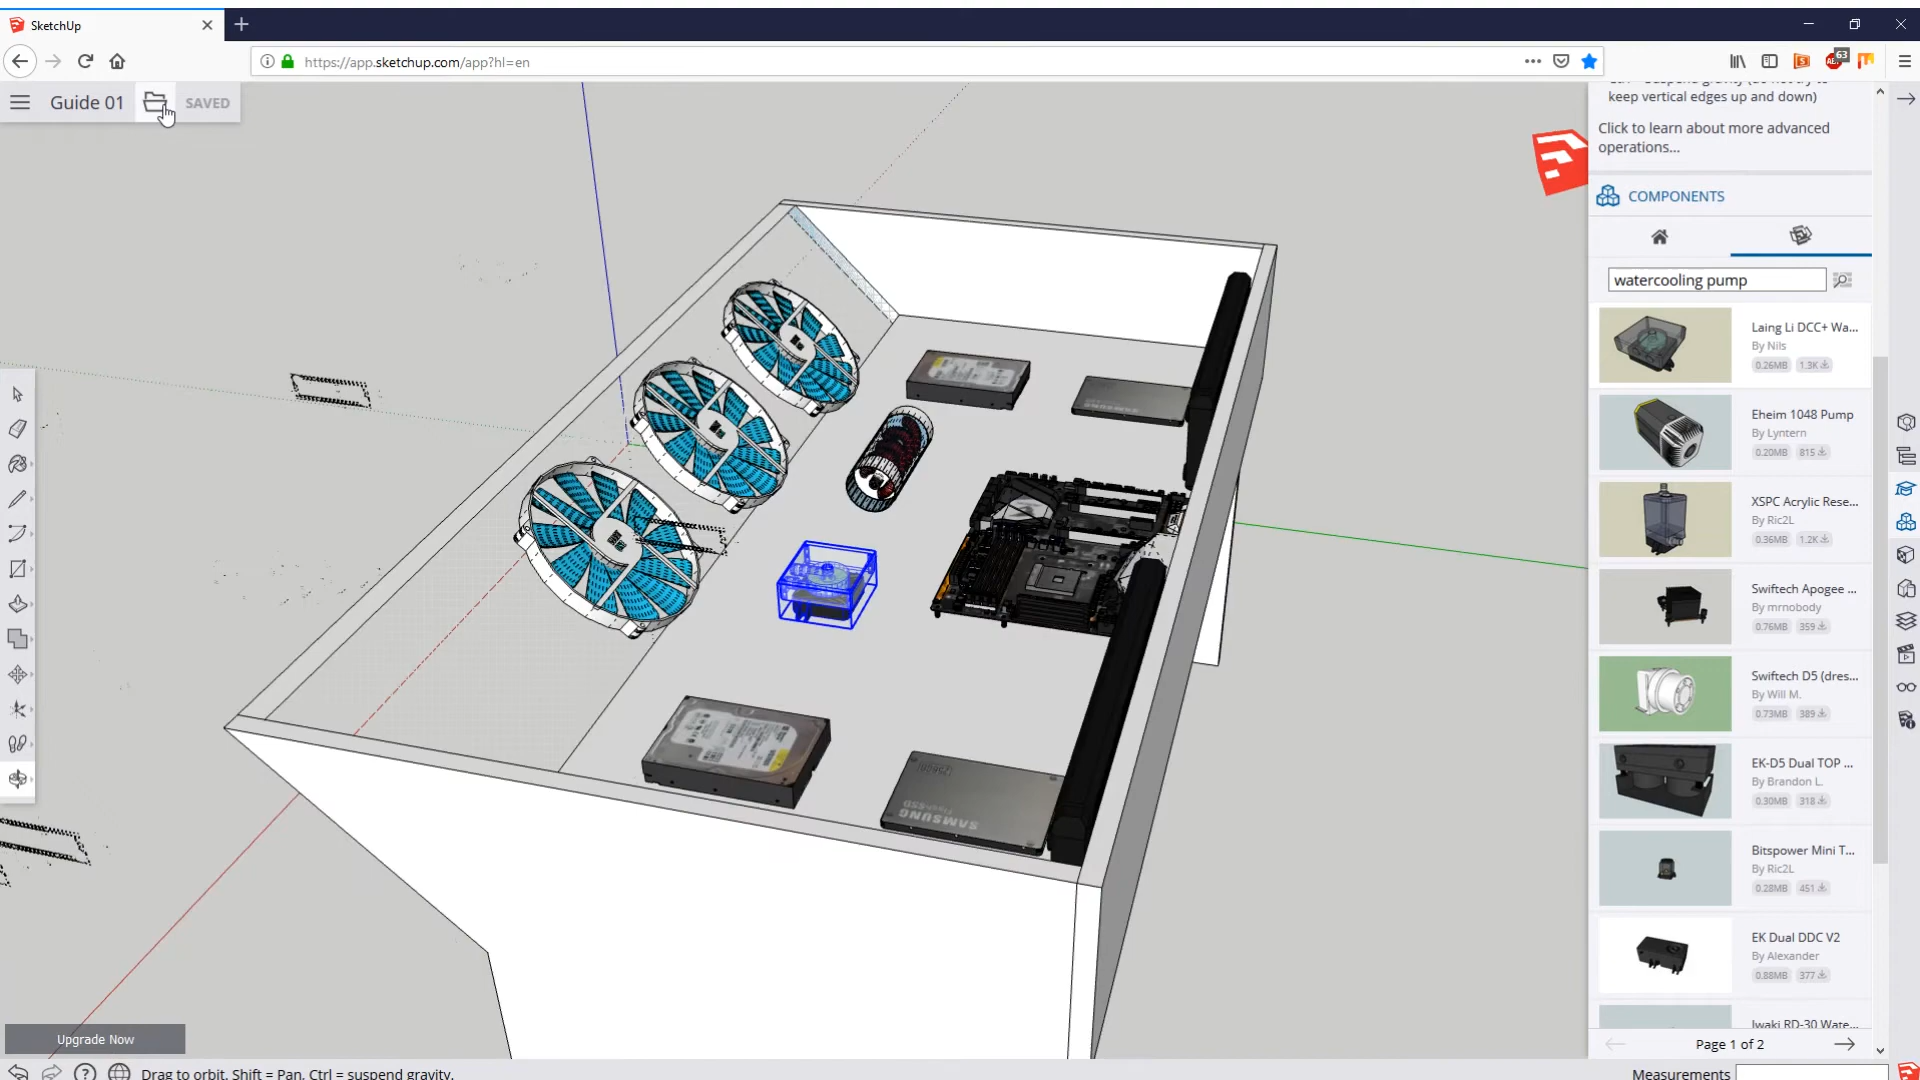 SketchUp
https://app.sketchup.com/app?hl=en
63
Guide 01
SAVED
keep vertical edges up and down)
Click to learn about more advanced
operations...
COMPONENTS
watercooling pump
Laing Li DCC+ Wa...
By Nils
0.26MB 1.3K
Eheim 1048 Pump
By Lyntern
0.20MB 815
XSPC Acrylic Rese...
By Ric2L
0.36MB 1.2K
Swiftech Apogee ...
By mrnobody
0.76MB 359
Swiftech D5 (dres...
By Will M.
0.73MB 389
EK-D5 Dual TOP ...
By Brandon L.
0.30MB 318
Bitspower Mini T...
By Ric2L
0.28MB 451
EK Dual DDC V2
By Alexander
0.88MB 377
Iwaki RD-30 Wate...
Page 1 of 2
SAMSUNG
SAMSUNG
Upgrade Now
Drag to orbit. Shift = Pan, Ctrl = suspend gravity.
Measurements